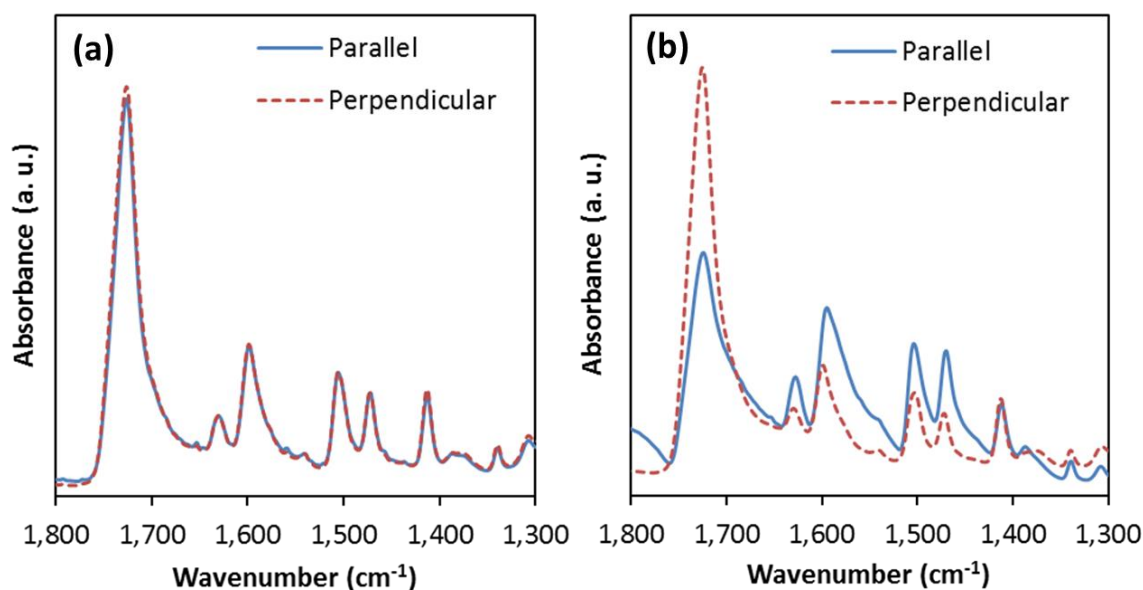 (a)
Parallel
Perpendicular
Absorbance (a. u.)
1,800 1,700 1,600 1,500 1,400 1,300
Wavenumber (cm⁻¹)
(b)
Parallel
Perpendicular
Absorbance (a. u.)
1,800 1,700 1,600 1,500 1,400 1,300
Wavenumber (cm⁻¹)